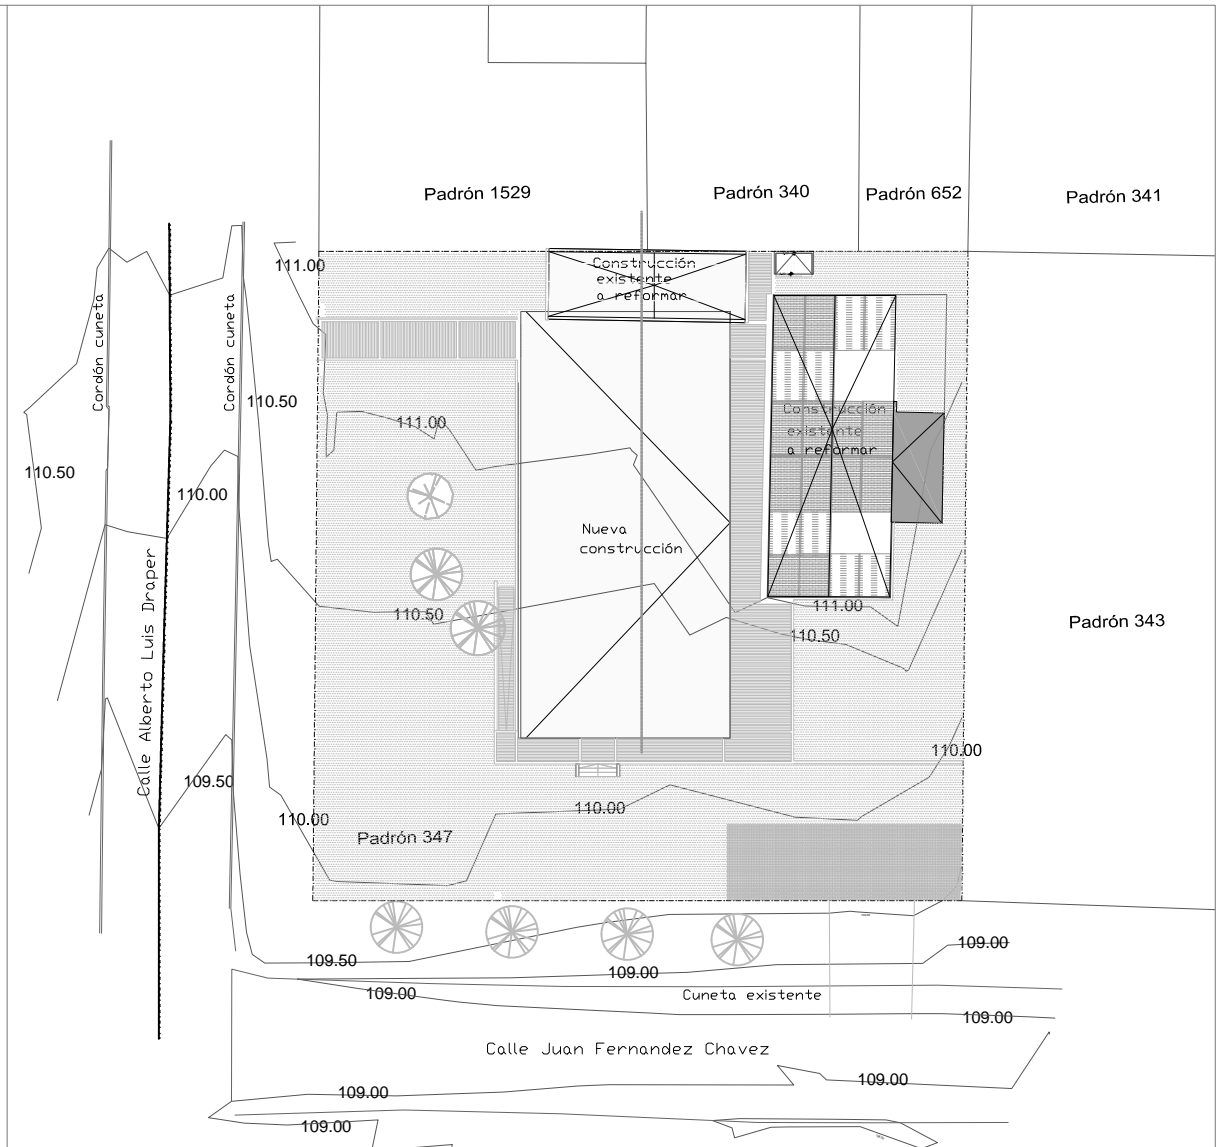 Padrón 1529
Padrón 340
Padrón 652
Padrón 341
111.00
Construcción
existente
a reformar
Cordón cuneta
Cordón cuneta
110.50
111.00
Construcción
existente
a reformar
110.50
110.00
Nueva
construcción
Calle Alberto Luis Draper
110.50
111.00
110.50
Padrón 343
110.00
109.50
110.00
110.00
Padrón 347
109.50
109.00
109.00
109.00
Cuneta existente
109.00
Calle Juan Fernandez Chavez
109.00
109.00
109.00